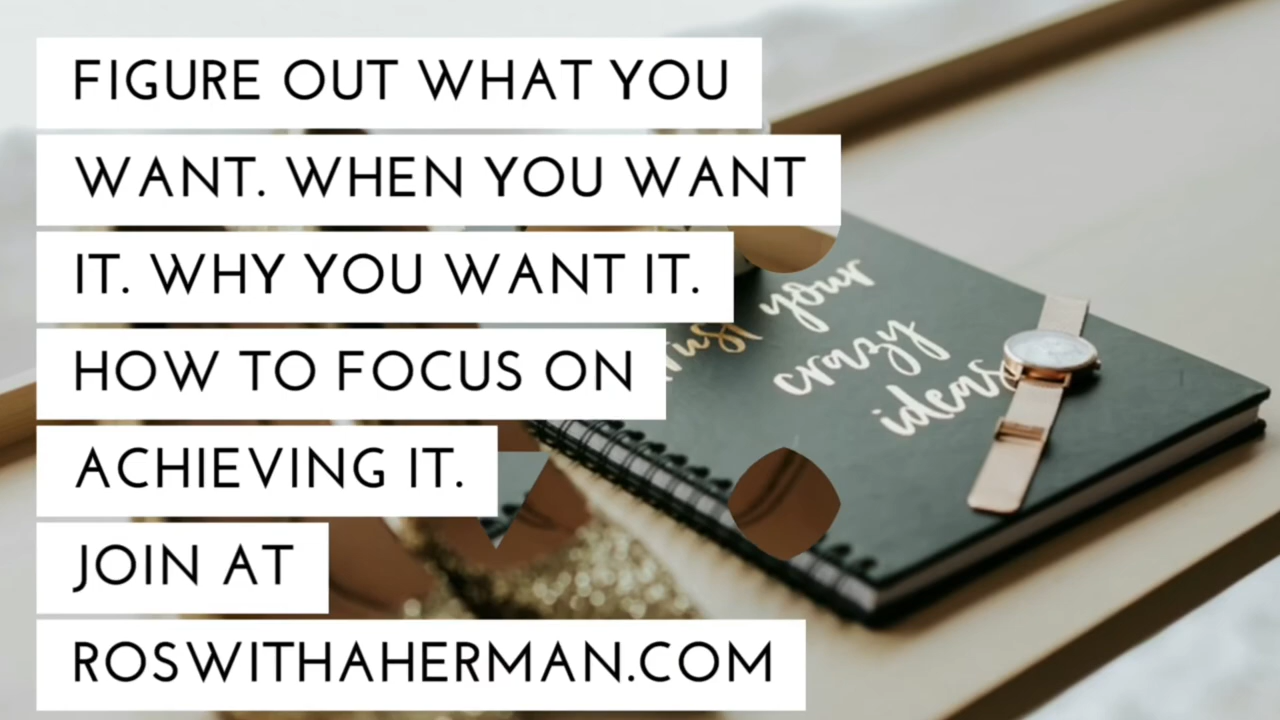 FIGURE OUT WHAT YOU
WANT. WHEN YOU WANT
IT. WHY YOU WANT IT.
HOW TO FOCUS ON
ACHIEVING IT.
JOIN AT
ROSWITHAHERMAN.COM
your
crazy
ideas